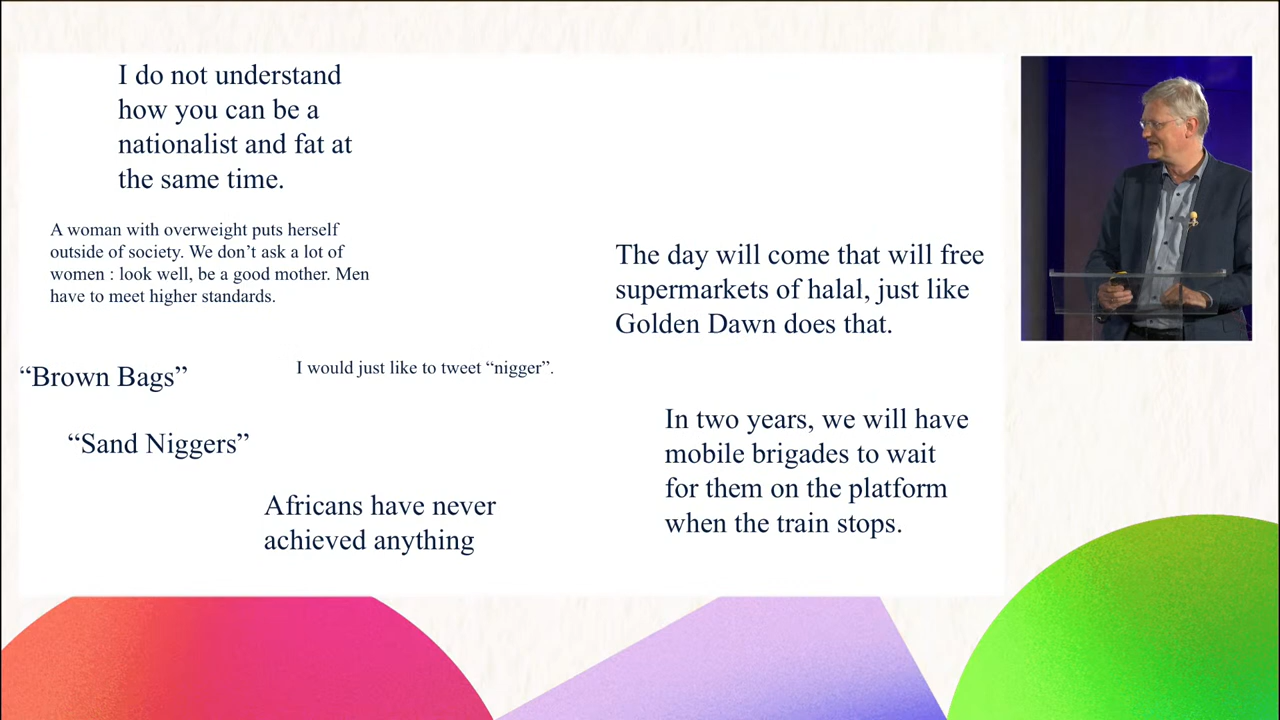 I do not understand
how you can be a
nationalist and fat at
the same time.
A woman with overweight puts herself
outside of society. We don’t ask a lot of
women : look well, be a good mother. Men
have to meet higher standards.
“Brown Bags”
I would just like to tweet “nigger”.
“Sand Niggers”
Africans have never
achieved anything
The day will come that will free
supermarkets of halal, just like
Golden Dawn does that.
In two years, we will have
mobile brigades to wait
for them on the platform
when the train stops.